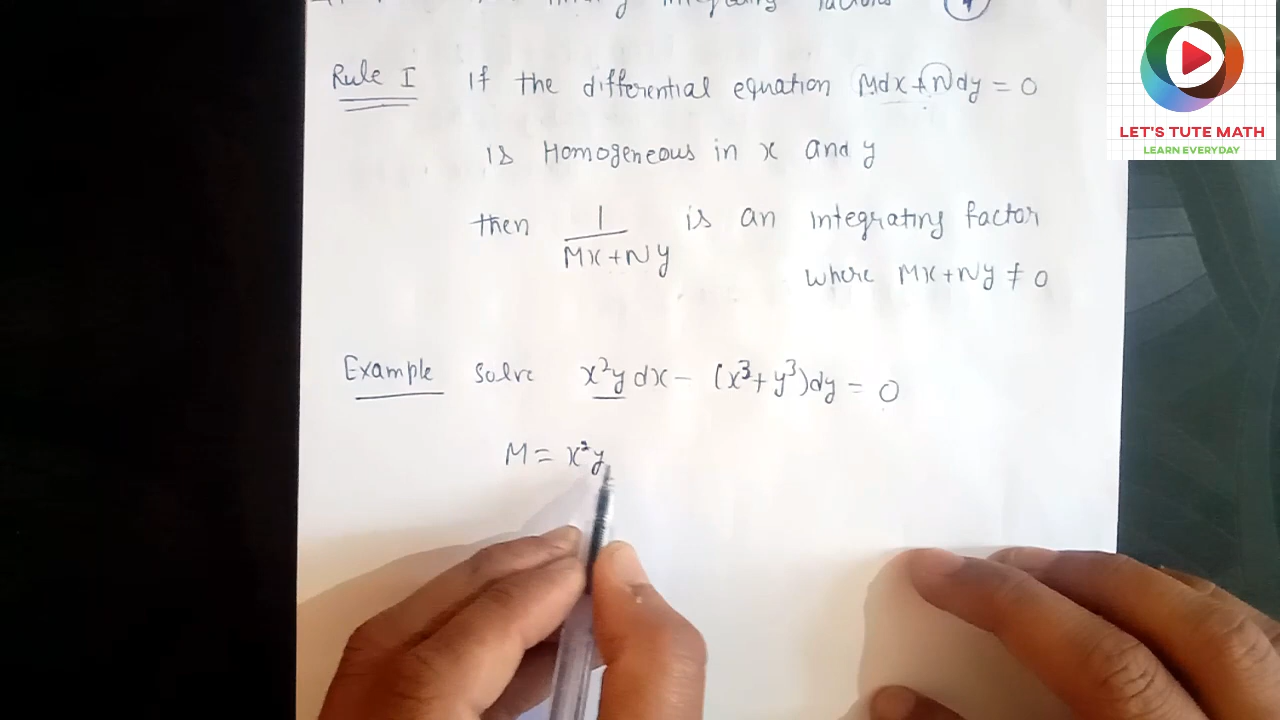 Integrating factors
Rule I If the differential equation Mdx + Ndy = 0
is Homogeneous in x and y
then 1/(Mx+Ny) is an integrating factor
where Mx+Ny ≠ 0
Example Solve x²y dx − (x³+y³)dy = 0
M = x²y
LET'S TUTE MATH
LEARN EVERYDAY